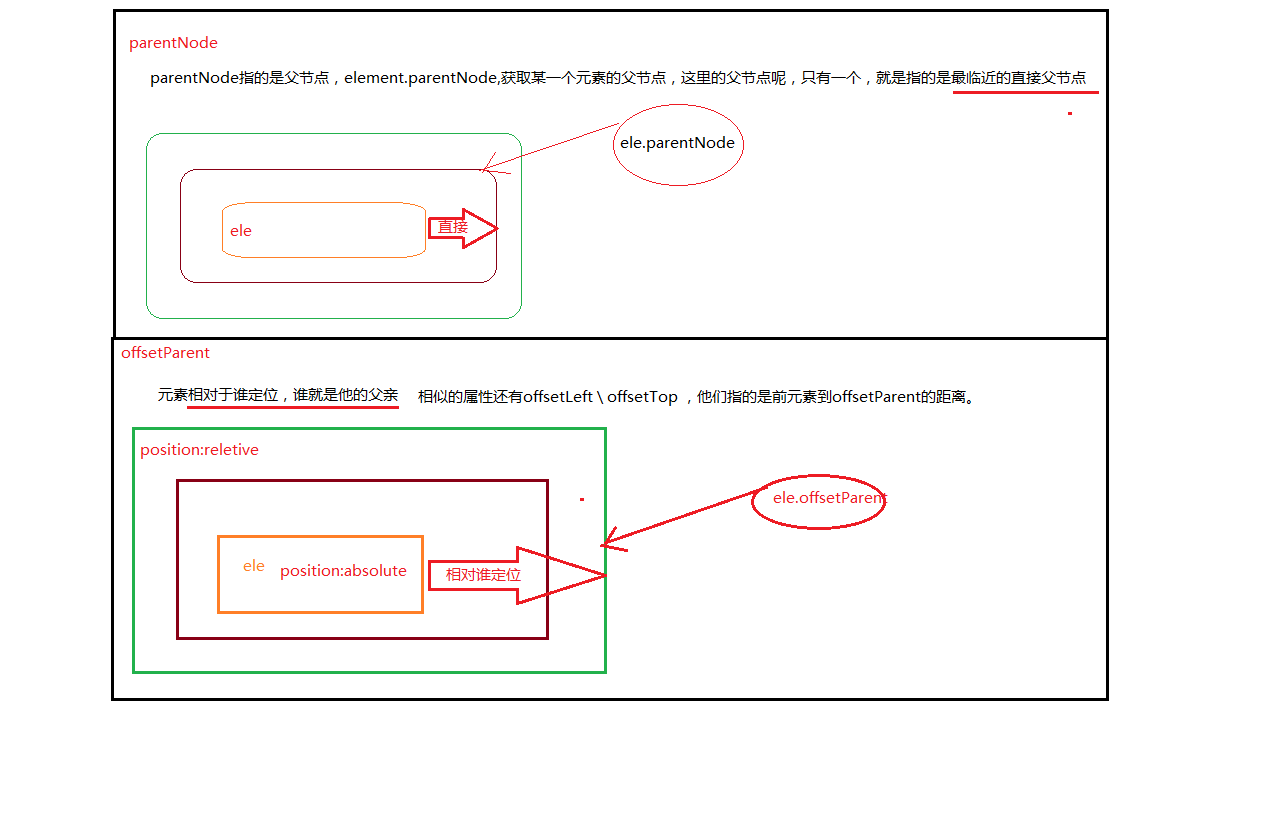 parentNode
parentNode指的是父节点，element.parentNode,获取某一个元素的父节点，这里的父节点呢，只有一个，就是指的是最临近的直接父节点
ele.parentNode
ele
直接
offsetParent
元素相对于谁定位，谁就是他的父亲 相似的属性还有offsetLeft \ offsetTop ，他们指的是前元素到offsetParent的距离。
position:reletive
ele.offsetParent
ele position:absolute
相对谁定位